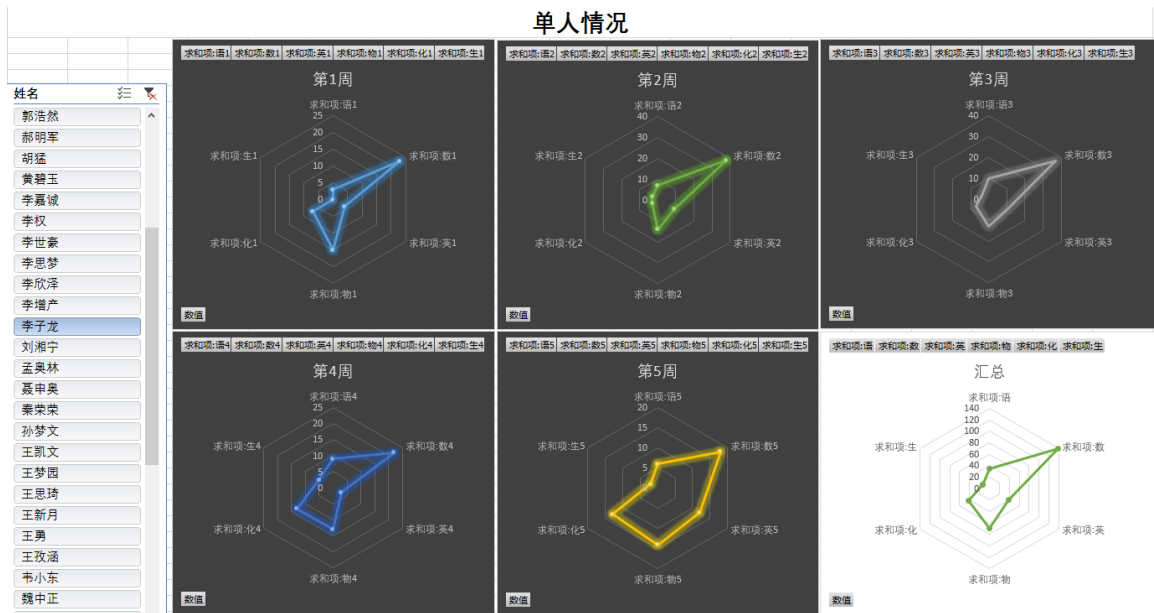 单人情况
求和项:语1 求和项:数1 求和项:英1 求和项:物1 求和项:化1 求和项:生1
第1周
求和项:语1
25
20
15
10
5
0
求和项:生1
求和项:数1
求和项:化1
求和项:英1
求和项:物1
数值
求和项:语2 求和项:数2 求和项:英2 求和项:物2 求和项:化2 求和项:生2
第2周
求和项:语2
40
30
20
10
0
求和项:生2
求和项:数2
求和项:化2
求和项:英2
求和项:物2
数值
求和项:语3 求和项:数3 求和项:英3 求和项:物3 求和项:化3 求和项:生3
第3周
求和项:语3
40
30
20
10
0
求和项:生3
求和项:数3
求和项:化3
求和项:英3
求和项:物3
数值
姓名
郭浩然
郝明军
胡猛
黄碧玉
李嘉诚
李权
李世豪
李思梦
李欣泽
李增产
李子龙
刘湘宁
孟奥林
聂申奥
秦荣荣
孙梦文
王凯文
王梦园
王思琦
王新月
王勇
王孜涵
韦小东
魏中正
求和项:语4 求和项:数4 求和项:英4 求和项:物4 求和项:化4 求和项:生4
第4周
求和项:语4
25
20
15
10
5
0
求和项:生4
求和项:数4
求和项:化4
求和项:英4
求和项:物4
数值
求和项:语5 求和项:数5 求和项:英5 求和项:物5 求和项:化5 求和项:生5
第5周
求和项:语5
20
15
10
5
0
求和项:生5
求和项:数5
求和项:化5
求和项:英5
求和项:物5
数值
求和项:语 求和项:数 求和项:英 求和项:物 求和项:化 求和项:生
汇总
求和项:语
140
120
100
80
60
40
20
0
求和项:生
求和项:数
求和项:化
求和项:英
求和项:物
数值